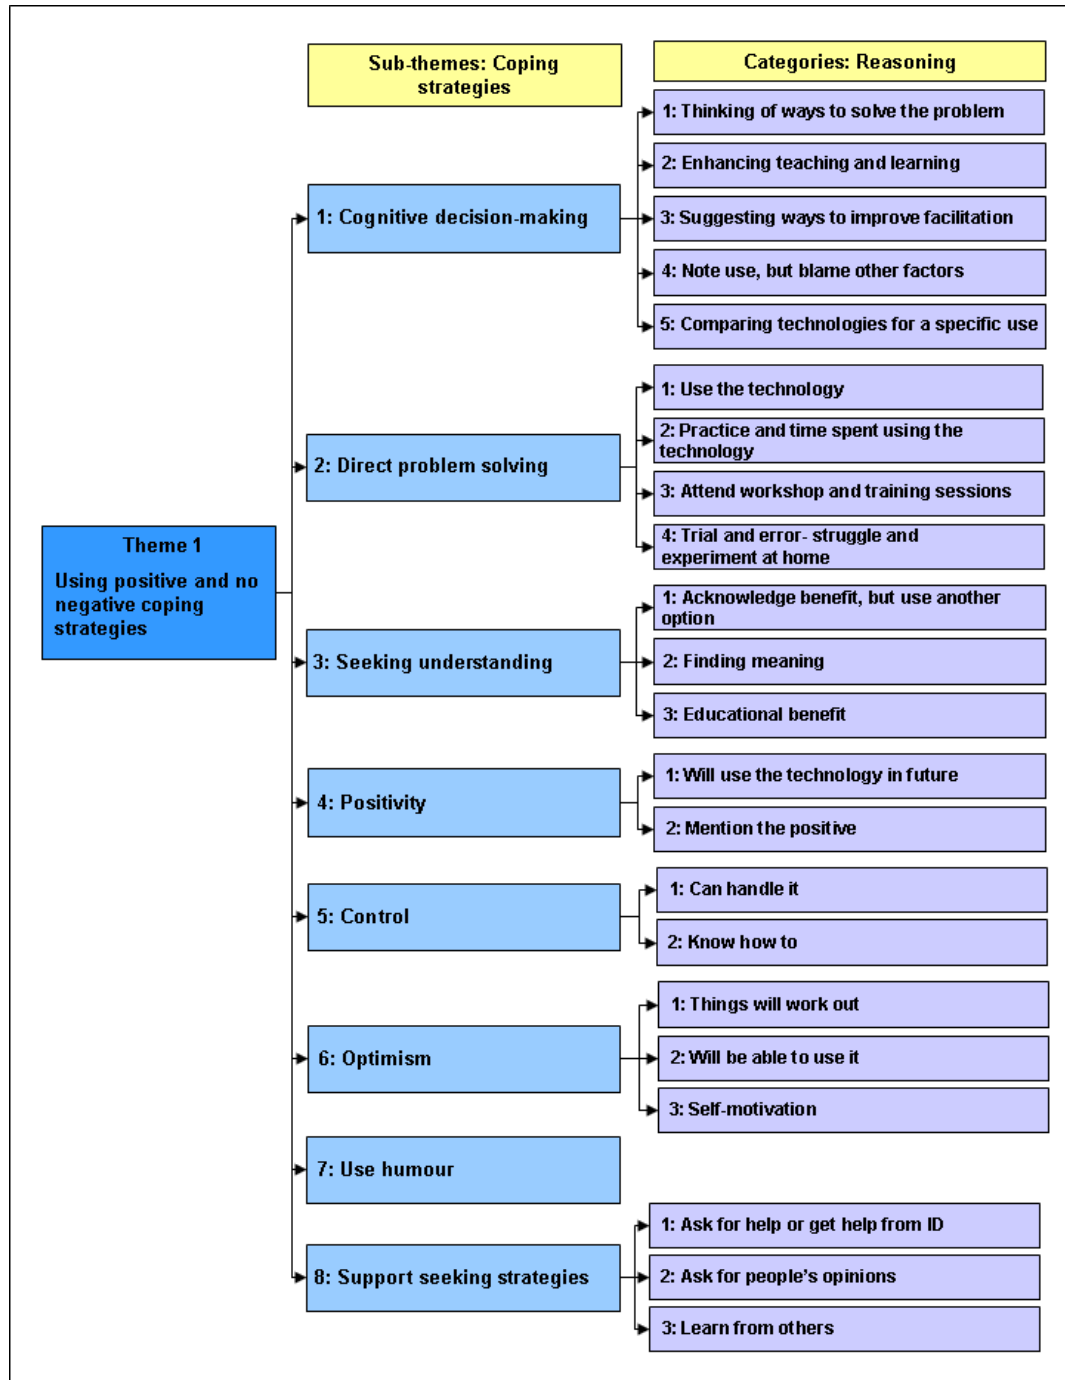 Sub-themes: Coping
strategies
Categories: Reasoning
Theme 1
Using positive and no
negative coping
strategies
1: Cognitive decision-making
1: Thinking of ways to solve the problem
2: Enhancing teaching and learning
3: Suggesting ways to improve facilitation
4: Note use, but blame other factors
5: Comparing technologies for a specific use
2: Direct problem solving
1: Use the technology
2: Practice and time spent using the
technology
3: Attend workshop and training sessions
4: Trial and error- struggle and
experiment at home
3: Seeking understanding
1: Acknowledge benefit, but use another
option
2: Finding meaning
3: Educational benefit
4: Positivity
1: Will use the technology in future
2: Mention the positive
5: Control
1: Can handle it
2: Know how to
6: Optimism
1: Things will work out
2: Will be able to use it
3: Self-motivation
7: Use humour
8: Support seeking strategies
1: Ask for help or get help from ID
2: Ask for people's opinions
3: Learn from others